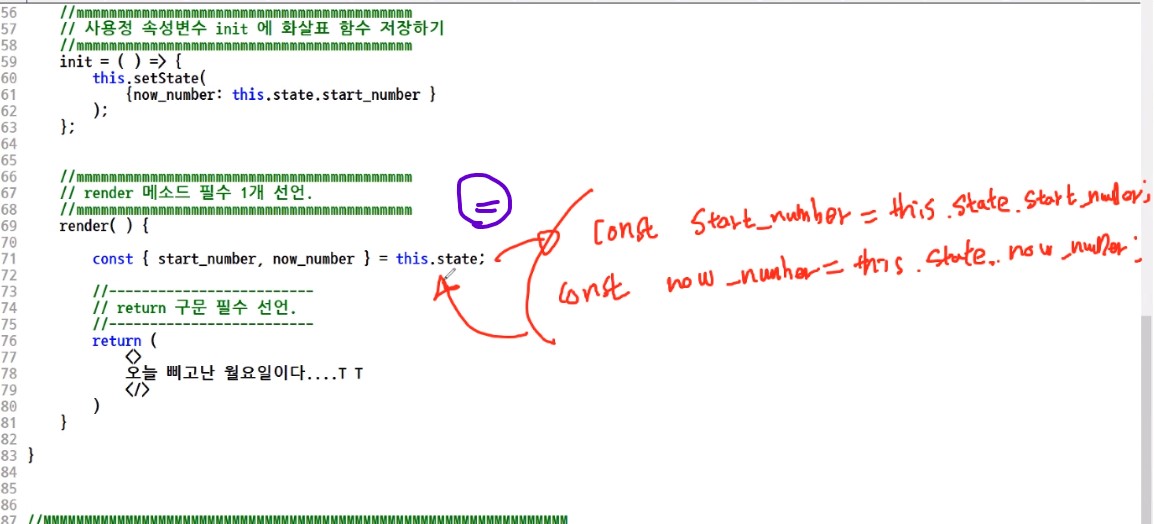 56 //mmmmmmmmmmmmmmmmmmmmmmmmmmmmmmmmmmmmmmmmm
57 // 사용정 속성변수 init 에 화살표 함수 저장하기
58 //mmmmmmmmmmmmmmmmmmmmmmmmmmmmmmmmmmmmmmmmm
59 init = ( ) => {
60 this.setState(
61 {now_number: this.state.start_number }
62 );
63 };
64
65
66 //mmmmmmmmmmmmmmmmmmmmmmmmmmmmmmmmmmmmmmmmm
67 // render 메소드 필수 1개 선언.
68 //mmmmmmmmmmmmmmmmmmmmmmmmmmmmmmmmmmmmmmmmm
69 render( ) {
70
71 const { start_number, now_number } = this.state;
72
73 //-------------------------
74 // return 구문 필수 선언.
75 //-------------------------
76 return (
77 <>
78 오늘 삐고난 월요일이다....T T
79 </>
80 )
81 }
82
83 }
84
85
86
87 //MMMMMMMMMMMMMMMMMMMMMMMMMMMMMMMMMMMMMMMMMMMMMMMMMMMMMMMMMMMMMMMM
=
const start_number = this.state.start_number;
const now_number = this.state.now_number;